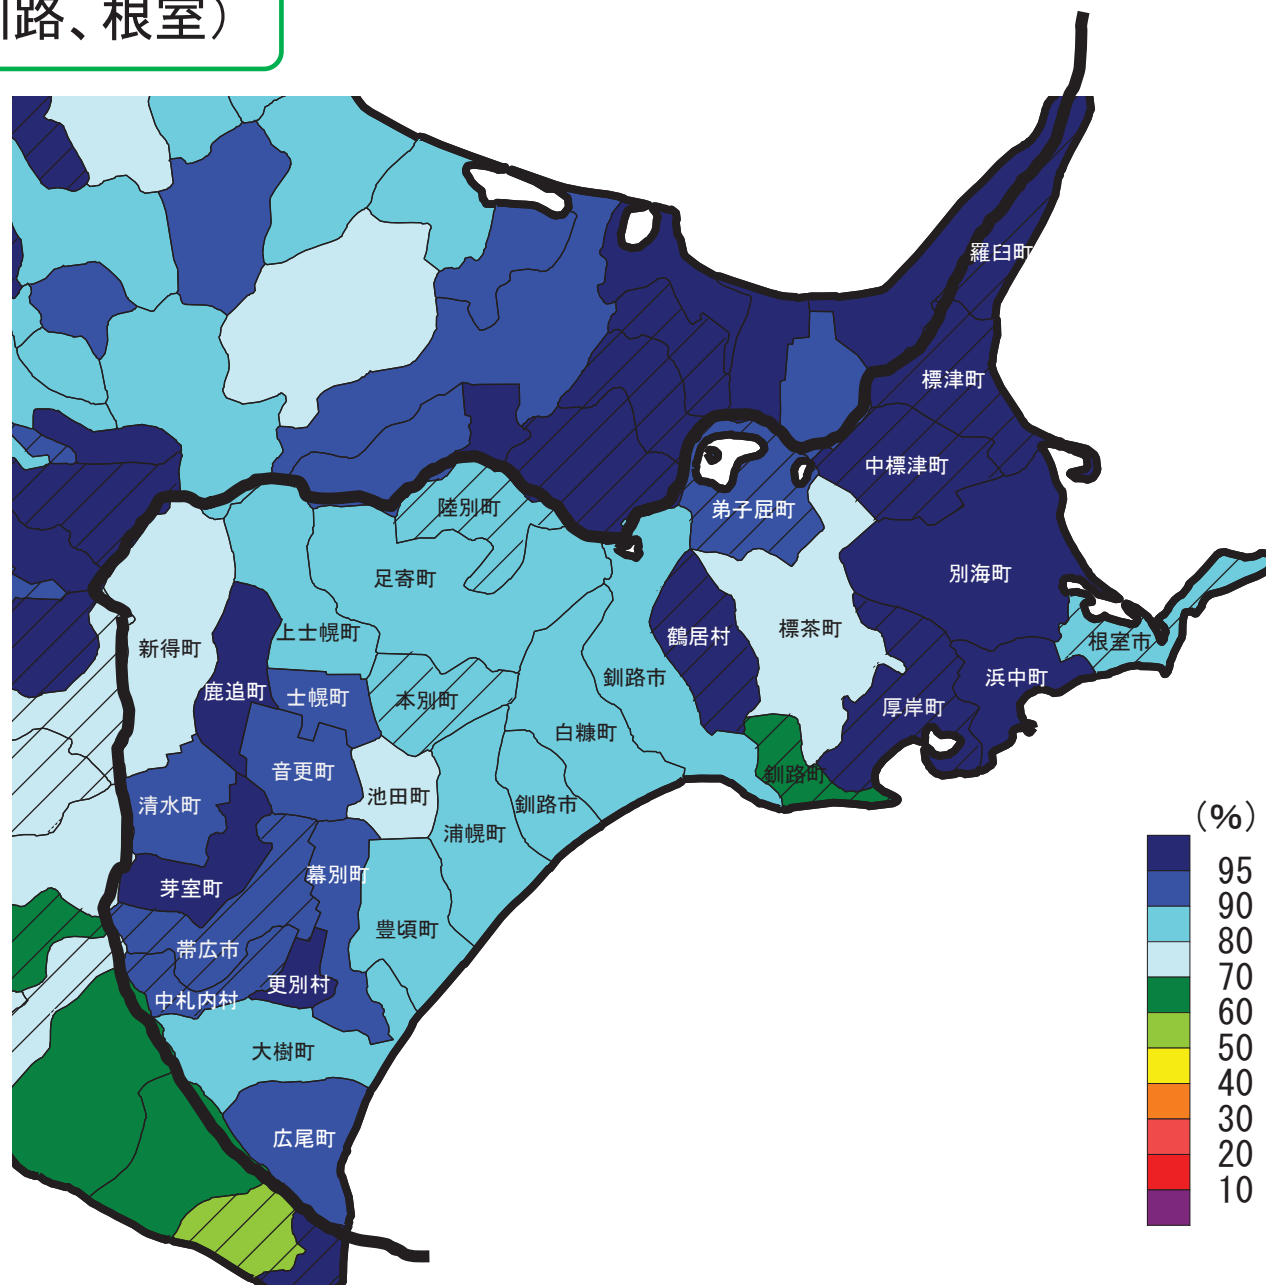 路、根室）
羅臼町
標津町
中標津町
弟子屈町
陸別町
足寄町
別海町
上士幌町
新得町
鶴居村
標茶町
根室市
釧路市
浜中町
鹿追町
士幌町
本別町
厚岸町
白糠町
音更町
釧路町
池田町
清水町
釧路市
浦幌町
幕別町
芽室町
豊頃町
帯広市
更別村
中札内村
大樹町
広尾町
（%）
95
90
80
70
60
50
40
30
20
10